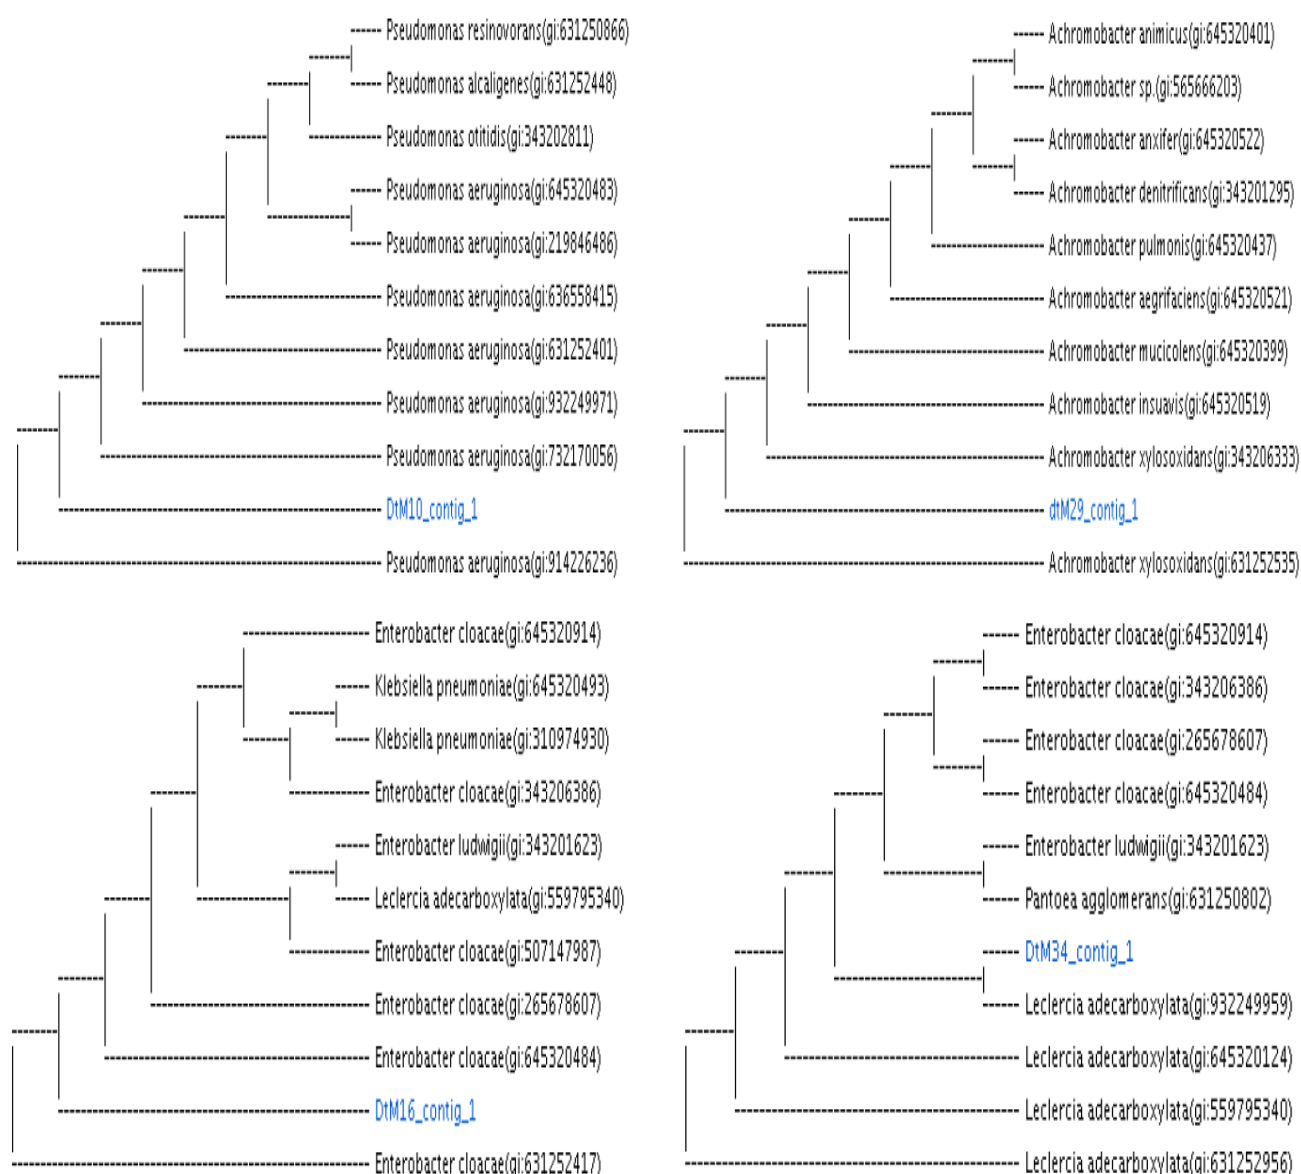 Pseudomonas resinovorans(gi:631250866)
Pseudomonas alcaligenes(gi:631252448)
Pseudomonas otitidis(gi:343202811)
Pseudomonas aeruginosa(gi:645320483)
Pseudomonas aeruginosa(gi:219846486)
Pseudomonas aeruginosa(gi:636558415)
Pseudomonas aeruginosa(gi:631252401)
Pseudomonas aeruginosa(gi:932249971)
Pseudomonas aeruginosa(gi:732170056)
DtM10_contig_1
Pseudomonas aeruginosa(gi:914226236)
Achromobacter animicus(gi:645320401)
Achromobacter sp.(gi:565666203)
Achromobacter anxifer(gi:645320522)
Achromobacter denitrificans(gi:343201295)
Achromobacter pulmonis(gi:645320437)
Achromobacter aegrifaciens(gi:645320521)
Achromobacter mucicolens(gi:645320399)
Achromobacter insuavis(gi:645320519)
Achromobacter xylosoxidans(gi:343206333)
dtM29_contig_1
Achromobacter xylosoxidans(gi:631252535)
Enterobacter cloacae(gi:645320914)
Klebsiella pneumoniae(gi:645320493)
Klebsiella pneumoniae(gi:310974930)
Enterobacter cloacae(gi:343206386)
Enterobacter ludwigii(gi:343201623)
Leclercia adecarboxylata(gi:559795340)
Enterobacter cloacae(gi:507147987)
Enterobacter cloacae(gi:265678607)
Enterobacter cloacae(gi:645320484)
DtM16_contig_1
Enterobacter cloacae(gi:631252417)
Enterobacter cloacae(gi:645320914)
Enterobacter cloacae(gi:343206386)
Enterobacter cloacae(gi:265678607)
Enterobacter cloacae(gi:645320484)
Enterobacter ludwigii(gi:343201623)
Pantoea agglomerans(gi:631250802)
DtM34_contig_1
Leclercia adecarboxylata(gi:932249959)
Leclercia adecarboxylata(gi:645320124)
Leclercia adecarboxylata(gi:559795340)
Leclercia adecarboxylata(gi:631252956)